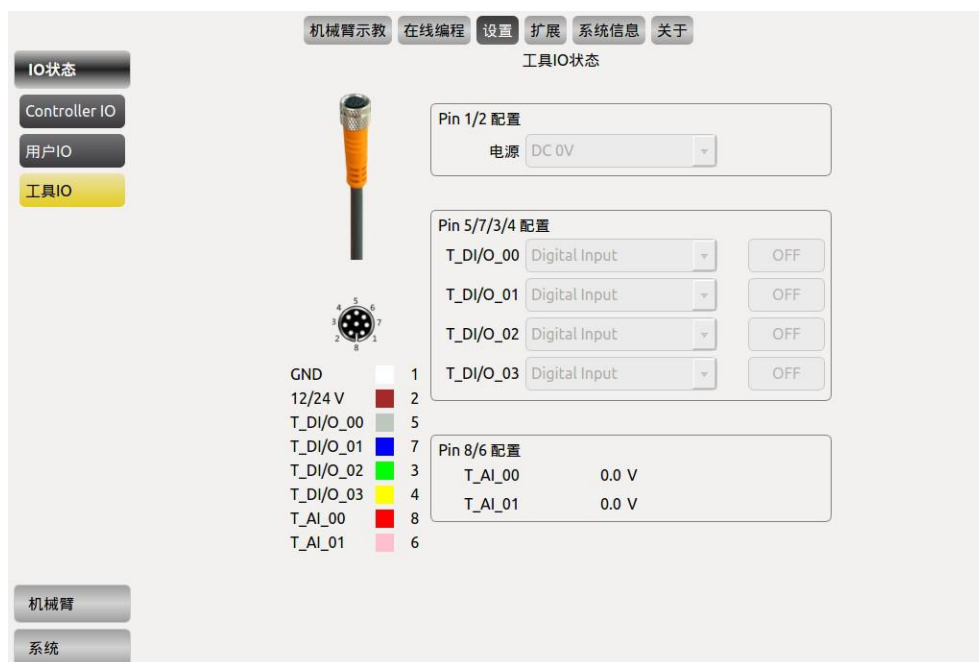 机械臂示教 在线编程 设置 扩展 系统信息 关于
工具IO状态
IO状态
Controller IO
用户IO
工具IO
机械臂
系统
4 5 6
3 7
2 8 1
GND 1
12/24 V 2
T_DI/O_00 5
T_DI/O_01 7
T_DI/O_02 3
T_DI/O_03 4
T_AI_00 8
T_AI_01 6
Pin 1/2 配置
电源 DC 0V
Pin 5/7/3/4 配置
T_DI/O_00 Digital Input OFF
T_DI/O_01 Digital Input OFF
T_DI/O_02 Digital Input OFF
T_DI/O_03 Digital Input OFF
Pin 8/6 配置
T_AI_00 0.0 V
T_AI_01 0.0 V